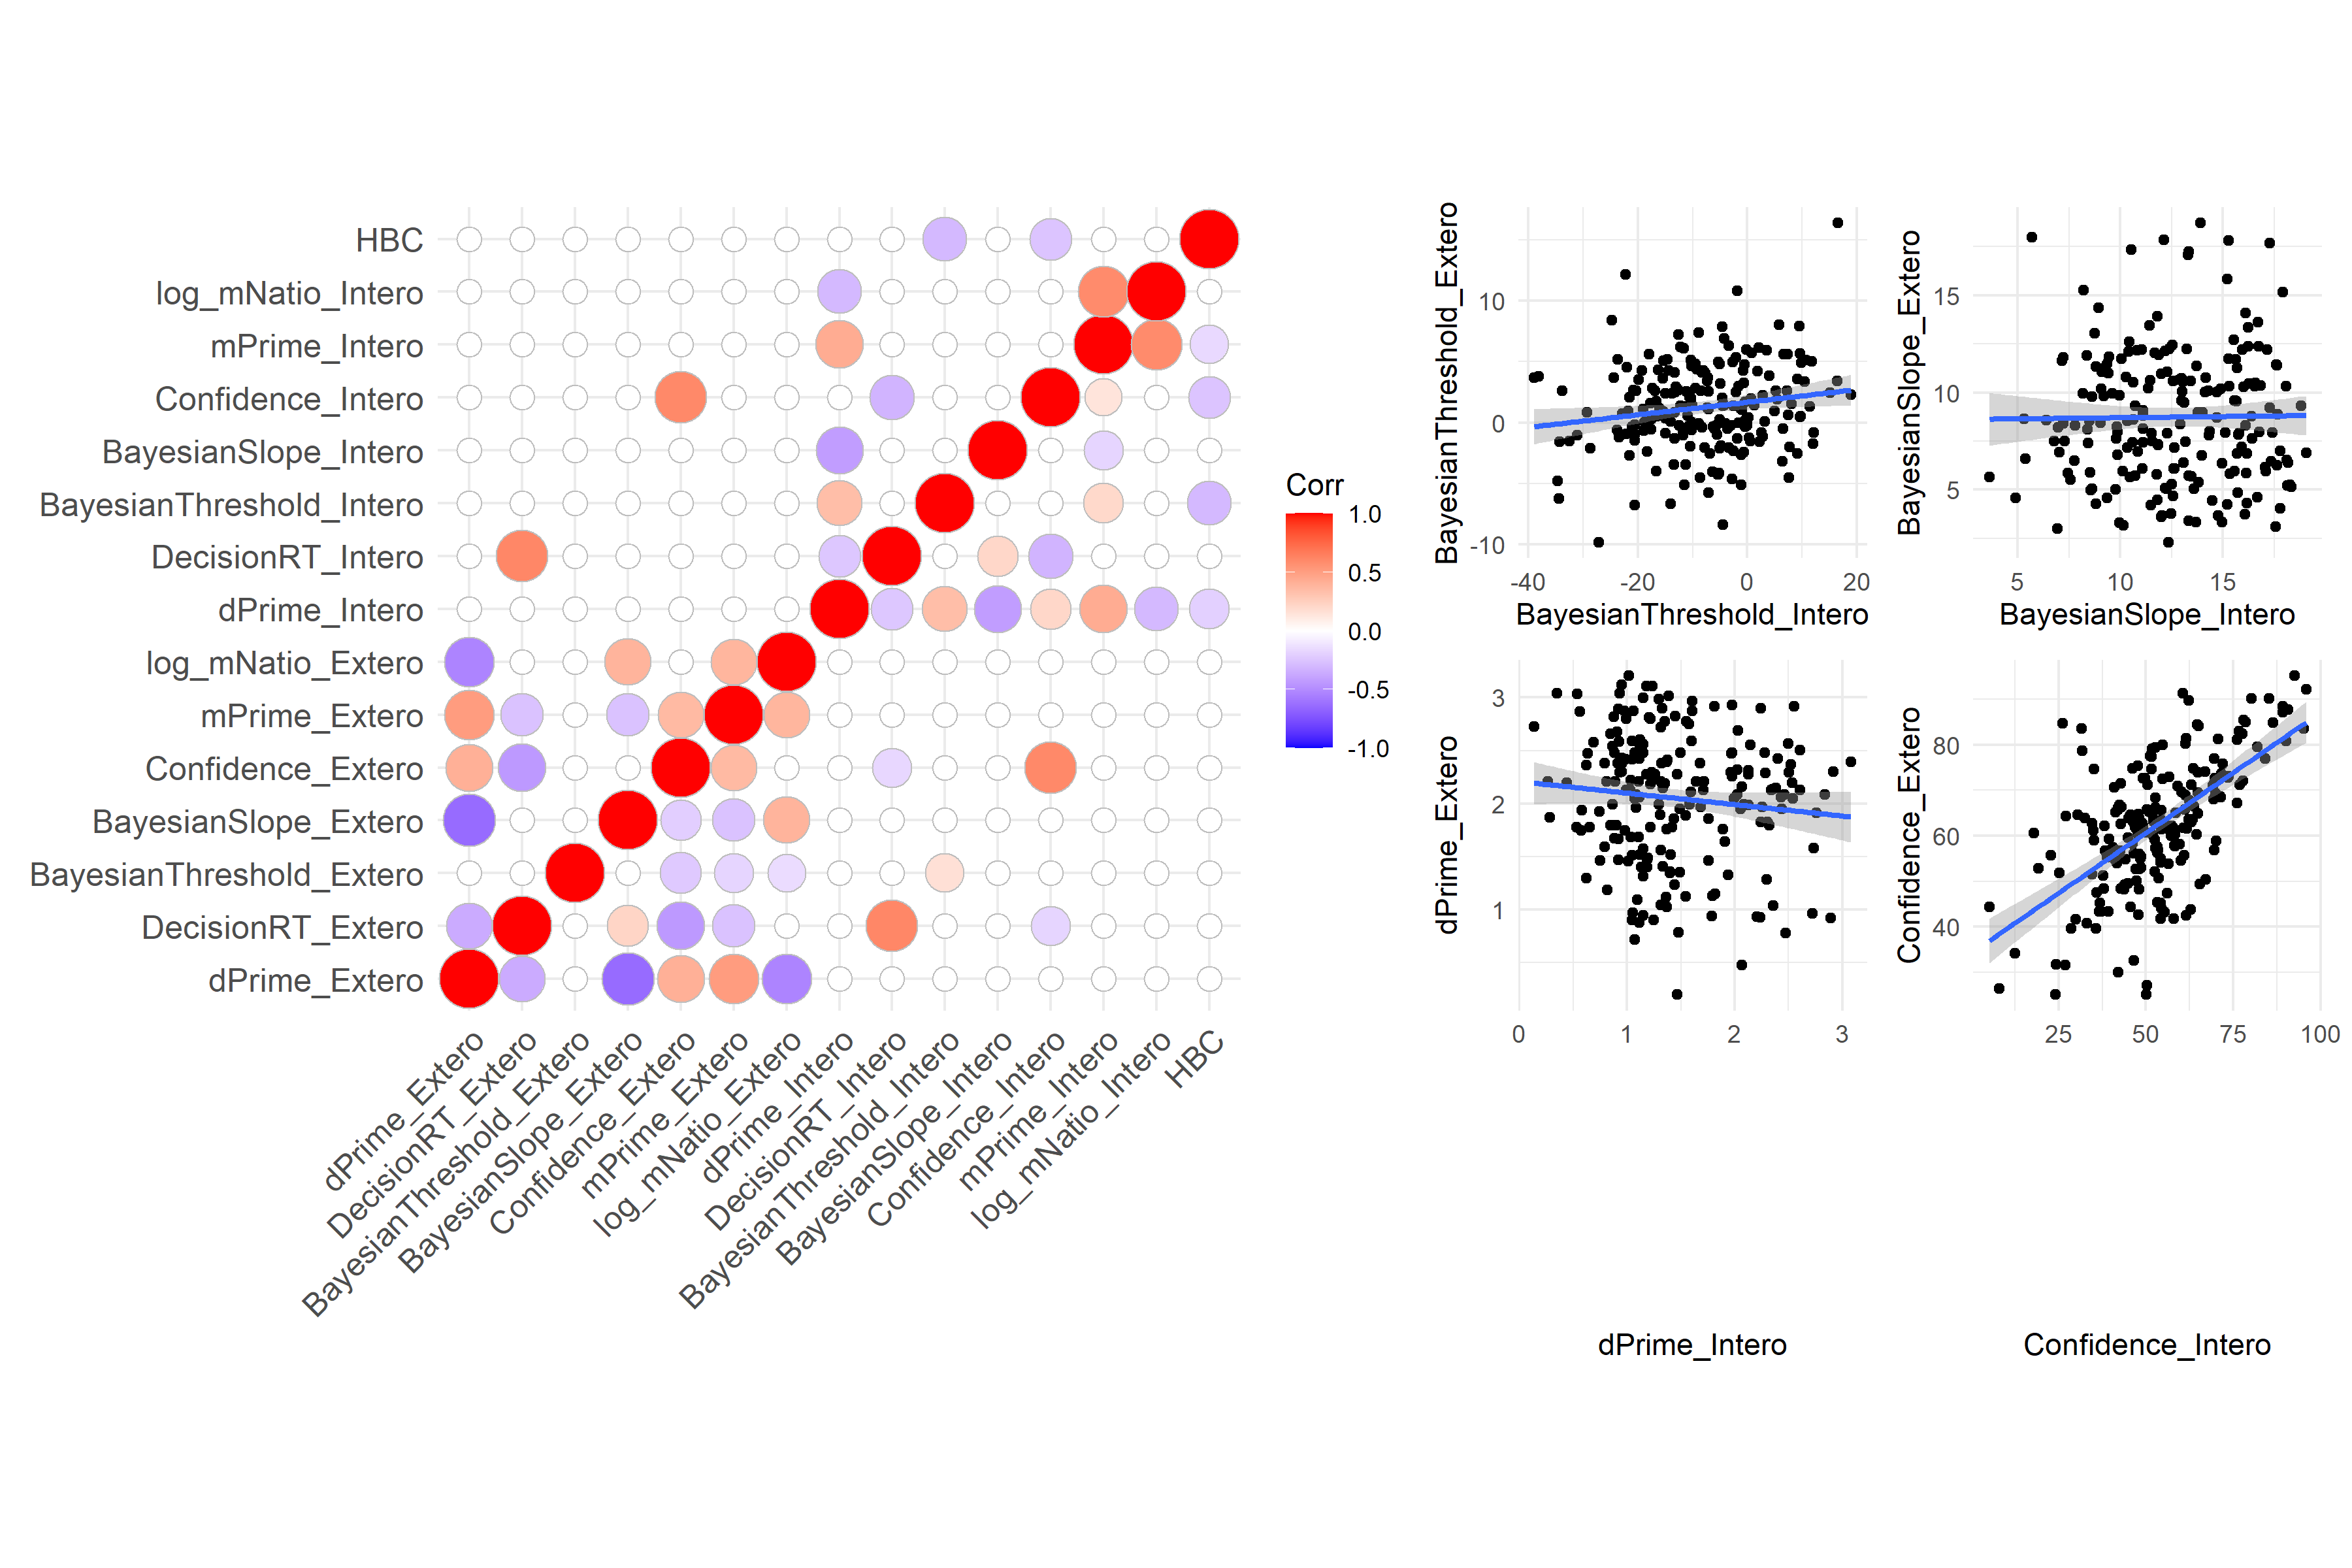 HBC
log_mNatio_Intero
mPrime_Intero
Confidence_Intero
BayesianSlope_Intero
BayesianThreshold_Intero
DecisionRT_Intero
dPrime_Intero
log_mNatio_Extero
mPrime_Extero
Confidence_Extero
BayesianSlope_Extero
BayesianThreshold_Extero
DecisionRT_Extero
dPrime_Extero
dPrime_Extero
DecisionRT_Extero
BayesianThreshold_Extero
BayesianSlope_Extero
Confidence_Extero
mPrime_Extero
log_mNatio_Extero
dPrime_Intero
DecisionRT_Intero
BayesianThreshold_Intero
BayesianSlope_Intero
Confidence_Intero
mPrime_Intero
log_mNatio_Intero
HBC
Corr
1.0
0.5
0.0
-0.5
-1.0
BayesianThreshold_Extero
10
0
-10
-40 -20 0 20
BayesianThreshold_Intero
BayesianSlope_Extero
15
10
5
5 10 15
BayesianSlope_Intero
dPrime_Extero
3
2
1
0 1 2 3
dPrime_Intero
Confidence_Extero
80
60
40
25 50 75 100
Confidence_Intero